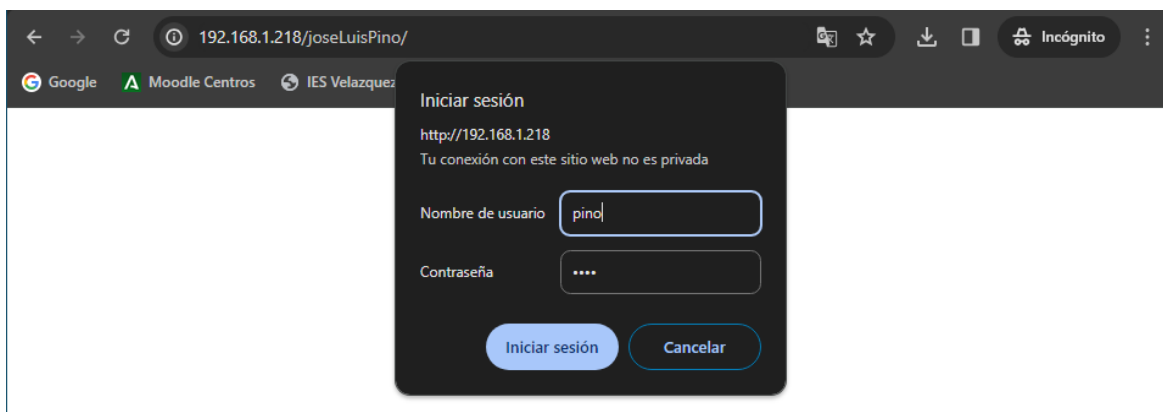 192.168.1.218/joseLuisPino/
Incógnito
Google
Moodle Centros
IES Velazquez
Iniciar sesión
http://192.168.1.218
Tu conexión con este sitio web no es privada
Nombre de usuario pino
Contraseña ••••
Iniciar sesión Cancelar